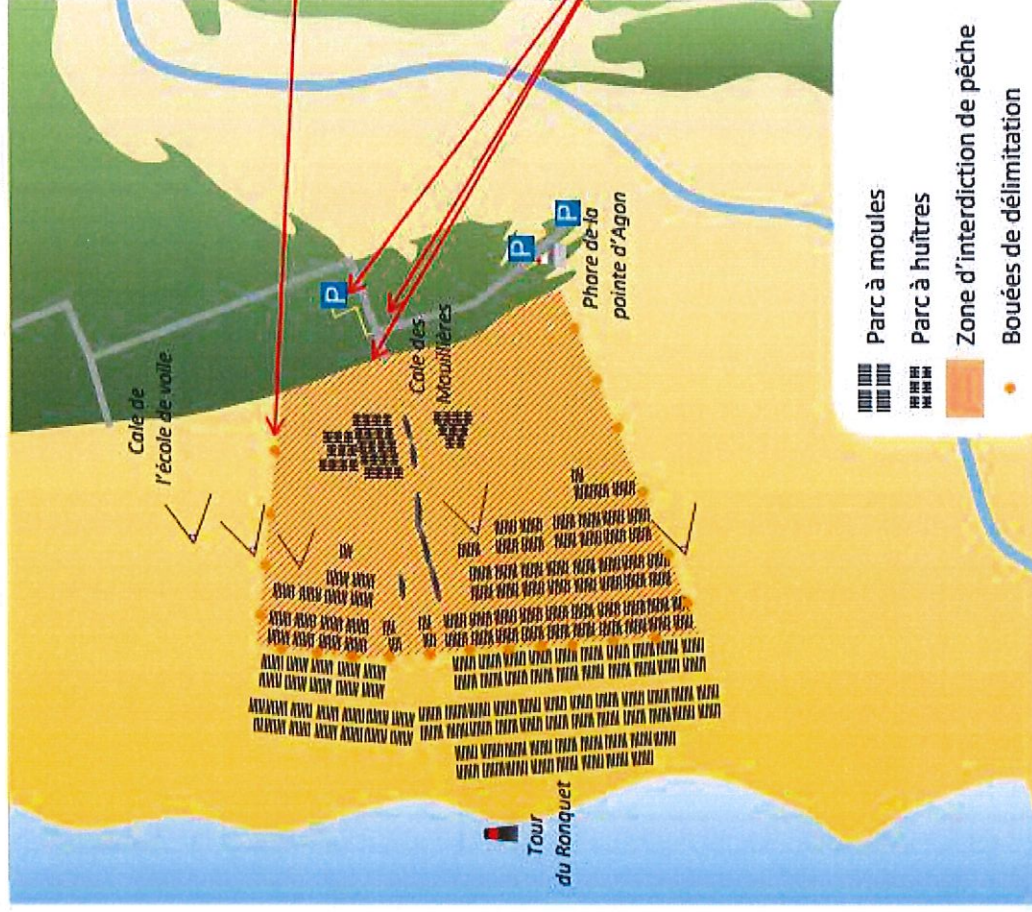 Cale de
l'école de voile
P
Cale des
Mouillières
P
P
Phare de la
pointe d'Agon
Tour
du Ronquet
Parc à moules
Parc à huîtres
Zone d'interdiction de pêche
Bouées de délimitation